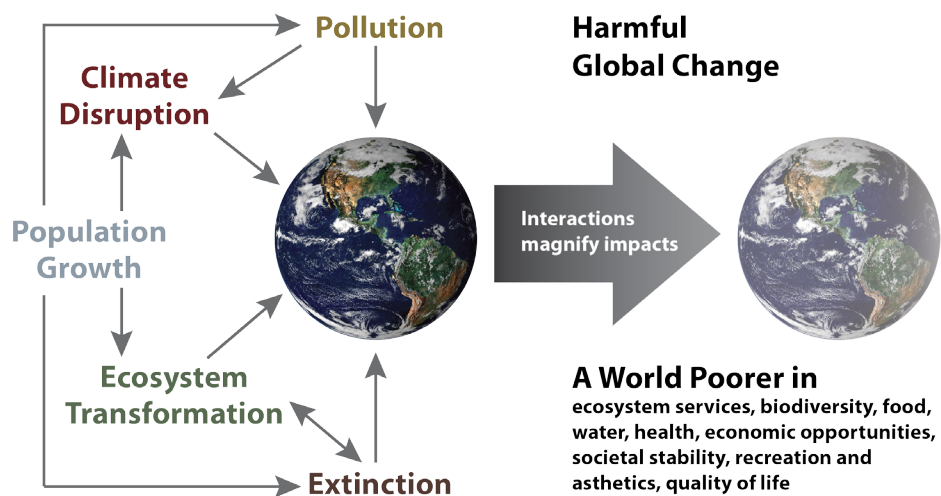 Pollution
Climate
Disruption
Population
Growth
Ecosystem
Transformation
Extinction
Interactions
magnify impacts
Harmful
Global Change
A World Poorer in
ecosystem services, biodiversity, food,
water, health, economic opportunities,
societal stability, recreation and
asthetics, quality of life